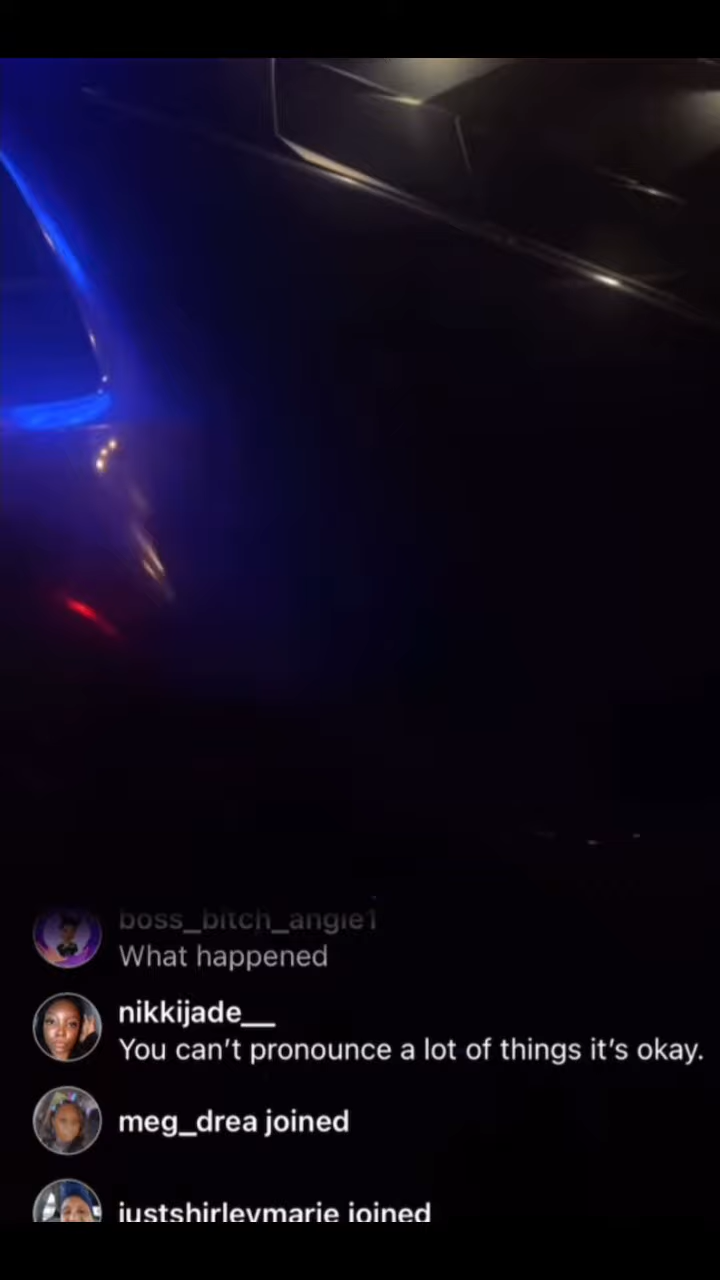 boss_bitch_angie1
What happened
nikkijade__
You can’t pronounce a lot of things it’s okay.
meg_drea joined
justshirleymarie joined